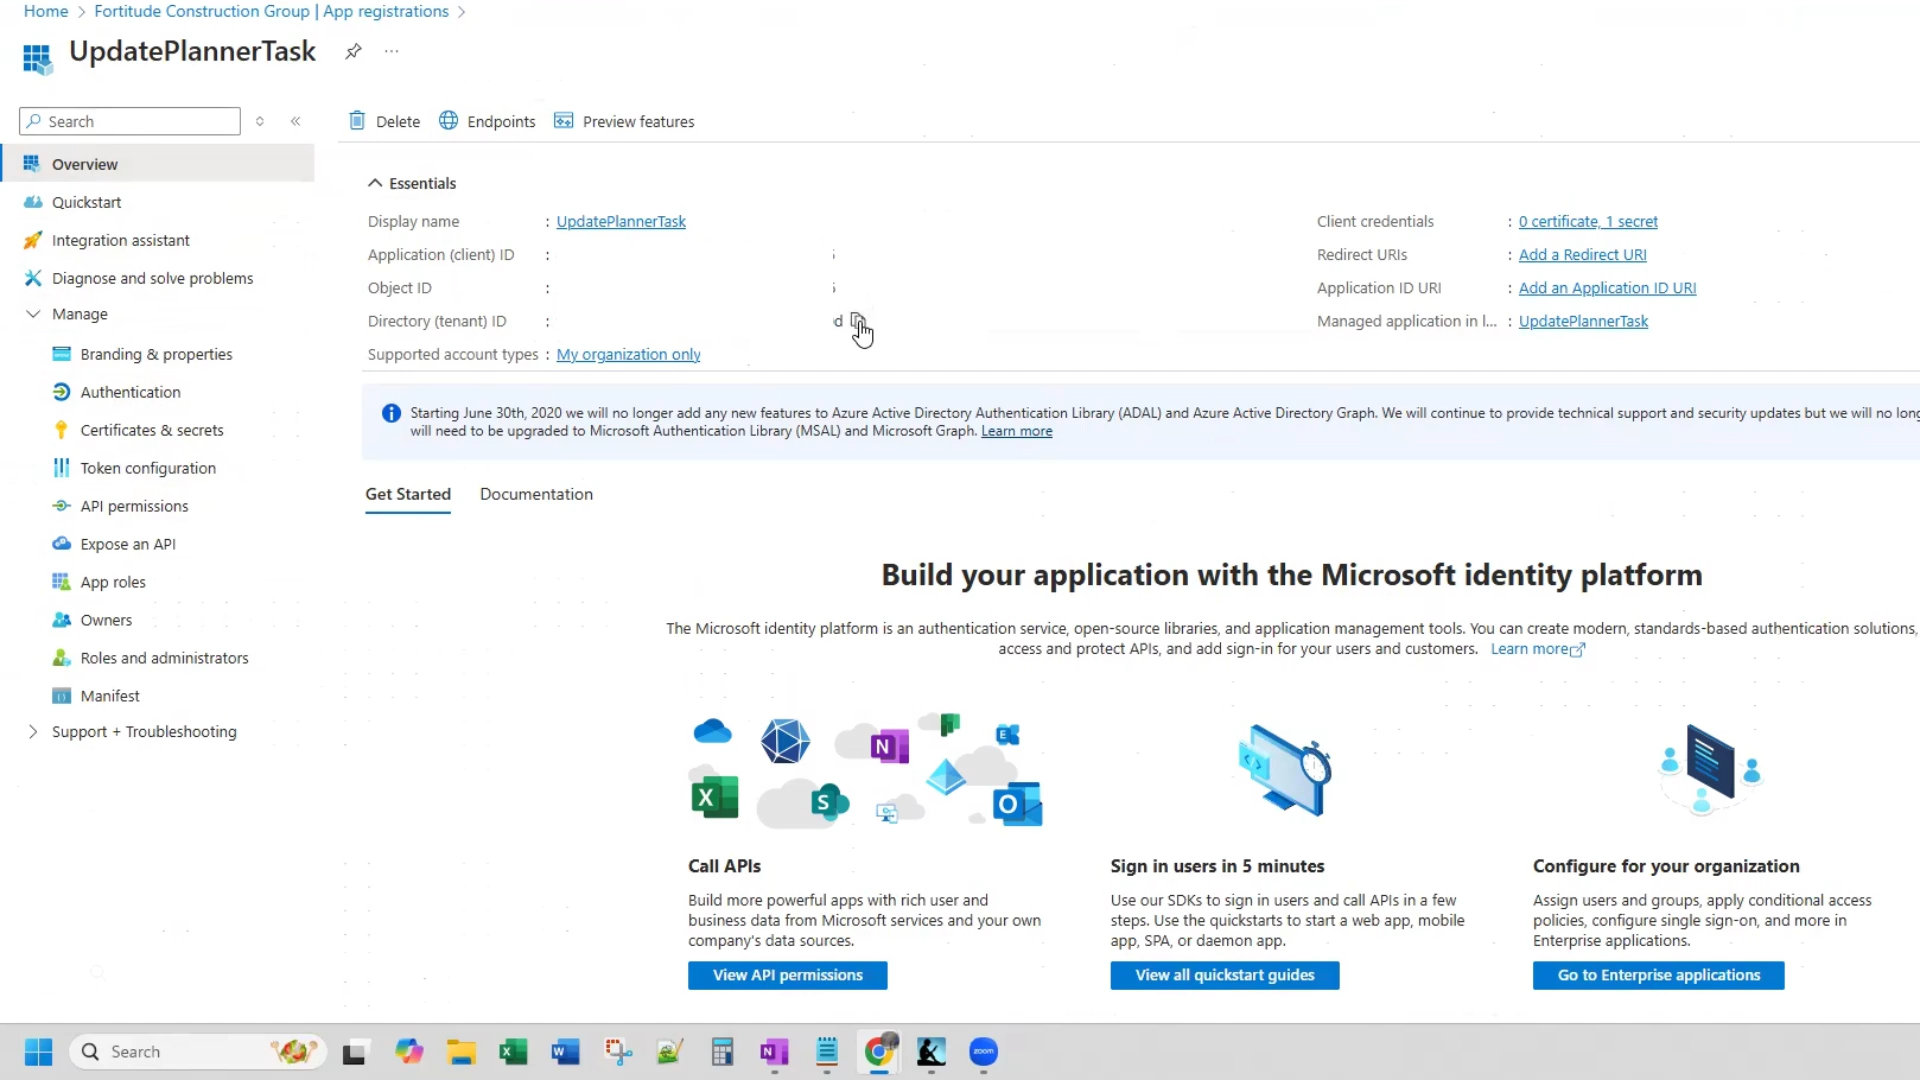 Home > Fortitude Construction Group | App registrations >
UpdatePlannerTask
Search
Delete
Endpoints
Preview features
Overview
Quickstart
Integration assistant
Diagnose and solve problems
Manage
Branding & properties
Authentication
Certificates & secrets
Token configuration
API permissions
Expose an API
App roles
Owners
Roles and administrators
Manifest
Support + Troubleshooting
Essentials
Display name : UpdatePlannerTask
Application (client) ID :
Object ID :
Directory (tenant) ID : d
Supported account types : My organization only
Client credentials : 0 certificate, 1 secret
Redirect URIs : Add a Redirect URI
Application ID URI : Add an Application ID URI
Managed application in l... : UpdatePlannerTask
Starting June 30th, 2020 we will no longer add any new features to Azure Active Directory Authentication Library (ADAL) and Azure Active Directory Graph. We will continue to provide technical support and security updates but we will no long
will need to be upgraded to Microsoft Authentication Library (MSAL) and Microsoft Graph. Learn more
Get Started
Documentation
Build your application with the Microsoft identity platform
The Microsoft identity platform is an authentication service, open-source libraries, and application management tools. You can create modern, standards-based authentication solutions,
access and protect APIs, and add sign-in for your users and customers. Learn more
N
E
X
S
O
Call APIs
Build more powerful apps with rich user and
business data from Microsoft services and your own
company's data sources.
View API permissions
Sign in users in 5 minutes
Use our SDKs to sign in users and call APIs in a few
steps. Use the quickstarts to start a web app, mobile
app, SPA, or daemon app.
View all quickstart guides
Configure for your organization
Assign users and groups, apply conditional access
policies, configure single sign-on, and more in
Enterprise applications.
Go to Enterprise applications
Search
X
W
N
zoom